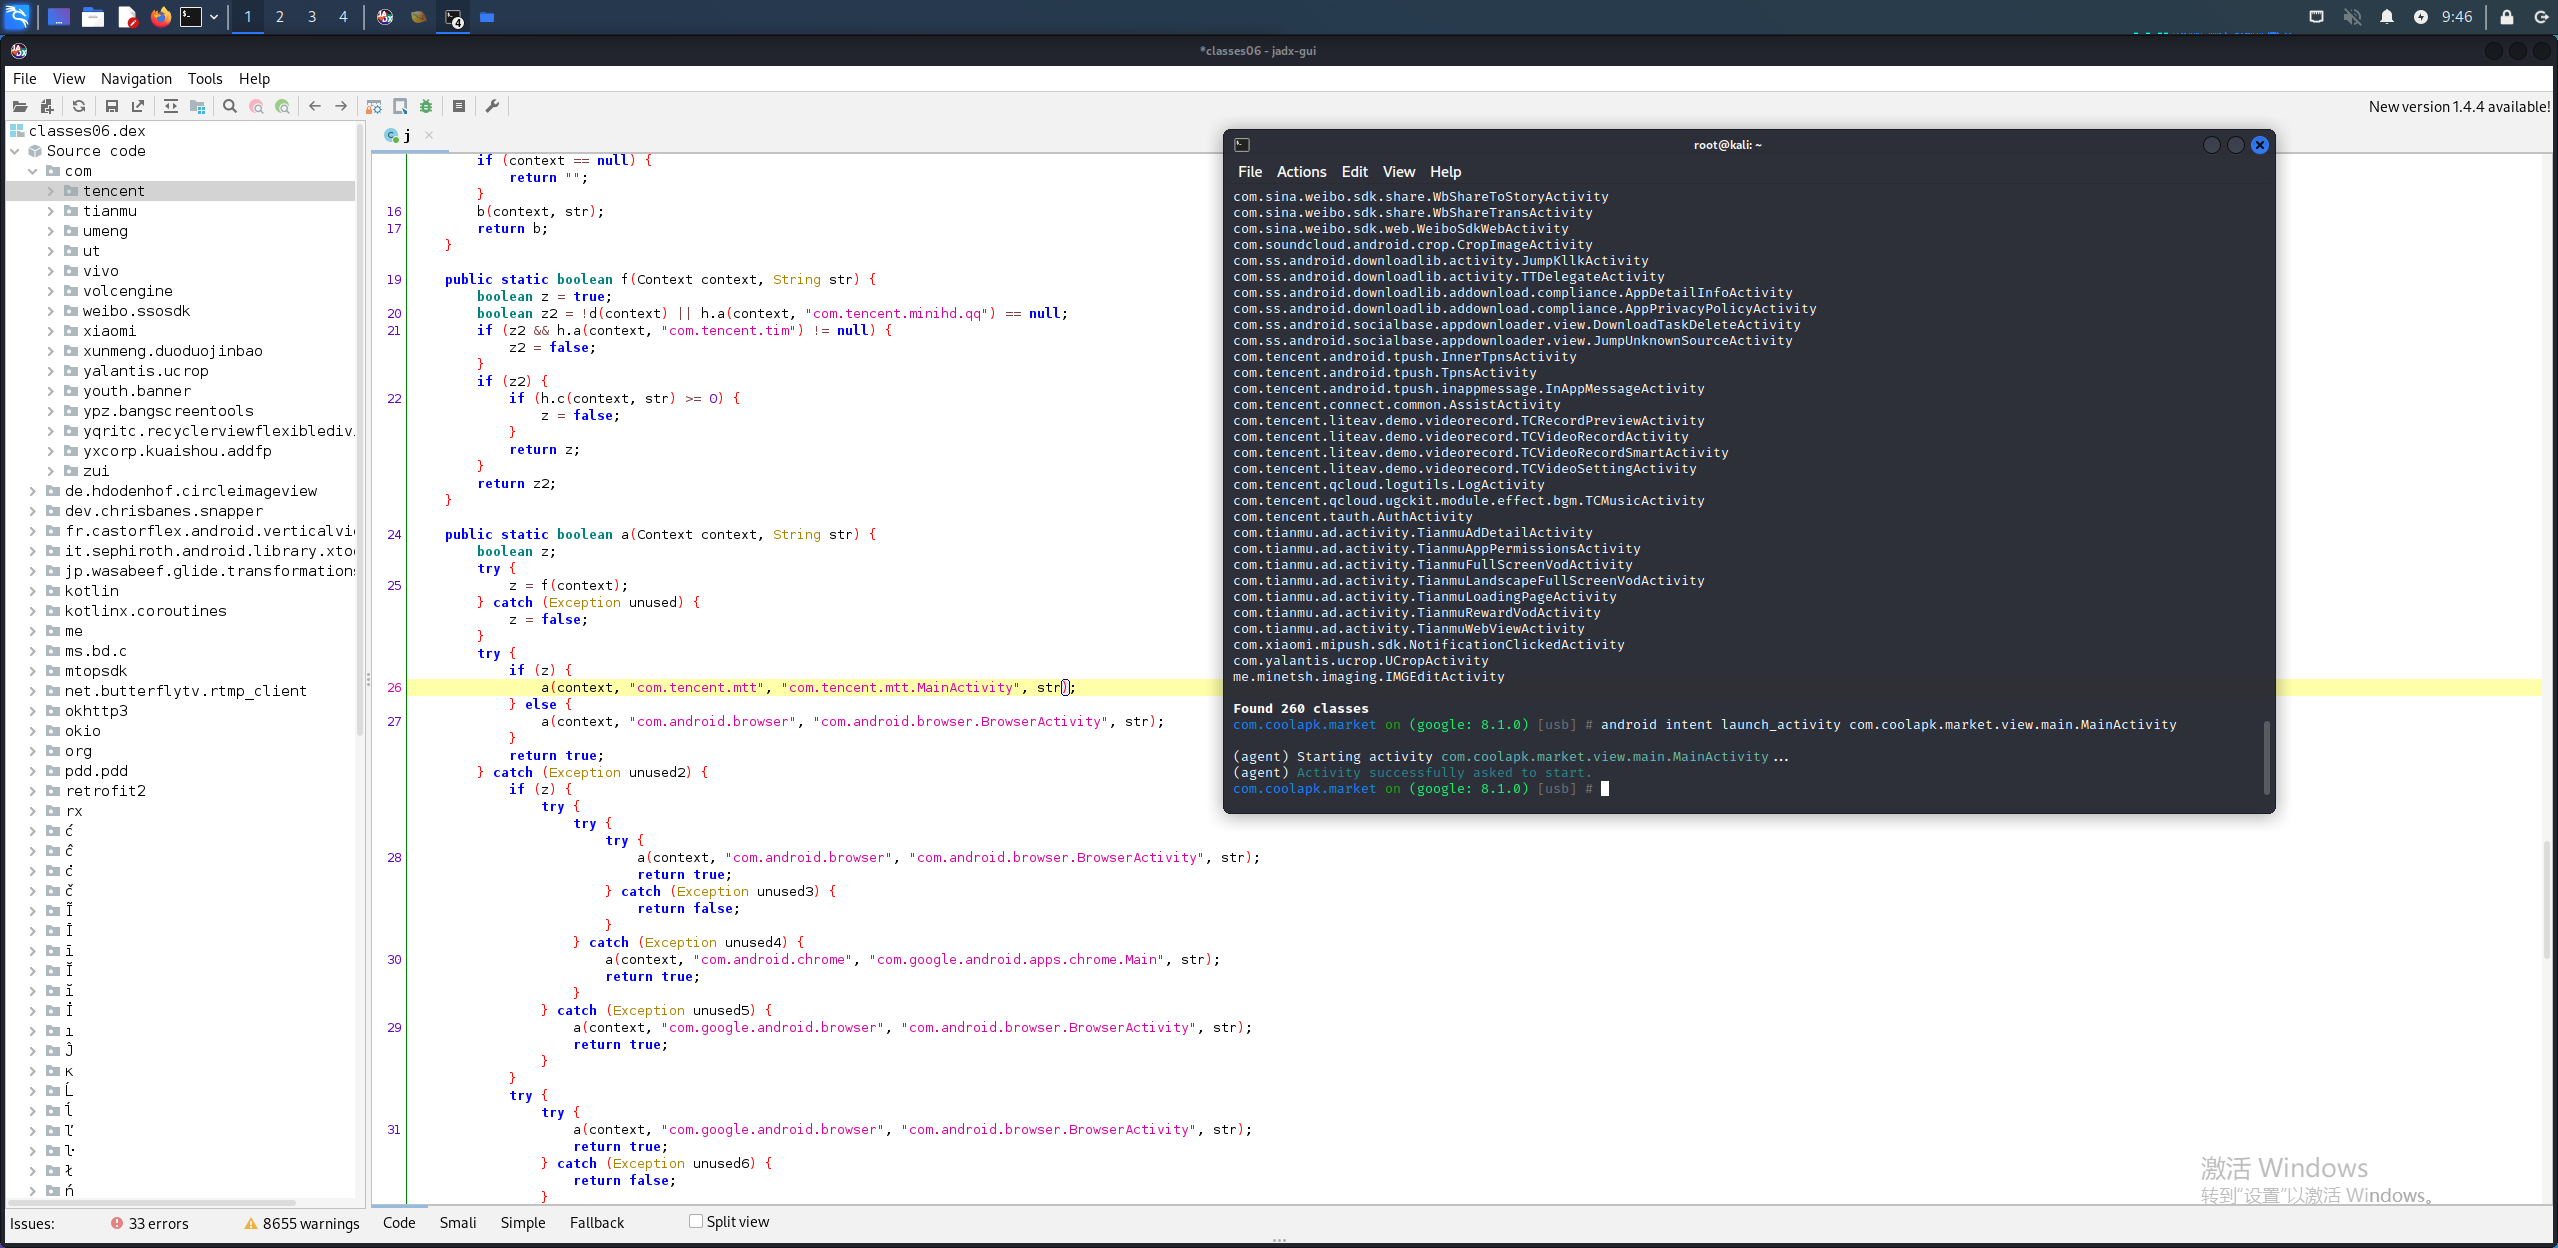 1 2 3 4 4 9:46
*classes06 - jadx-gui
File View Navigation Tools Help
New version 1.4.4 available!
classes06.dex
Source code
com
tencent
tianmu
umeng
ut
vivo
volcengine
weibo.ssosdk
xiaomi
xunmeng.duoduojinbao
yalantis.ucrop
youth.banner
ypz.bangscreentools
yqritc.recyclerviewflexiblediv
yxcorp.kuaishou.addfp
zui
de.hdodenhof.circleimageview
dev.chrisbanes.snapper
fr.castorflex.android.verticalvi
it.sephiroth.android.library.xto
jp.wasabeef.glide.transformation
kotlin
kotlinx.coroutines
me
ms.bd.c
mtopsdk
net.butterflytv.rtmp_client
okhttp3
okio
org
pdd.pdd
retrofit2
rx
ć
ĉ
ċ
č
Ĩ
Î
ī
Ĭ
ĭ
İ
ı
Ĵ
ĸ
Ĺ
ĺ
ľ
ŀ
ł
ń
Issues: 33 errors 8655 warnings
j
if (context == null) {
return "";
}
16 b(context, str);
17 return b;
}
19 public static boolean f(Context context, String str) {
boolean z = true;
20 boolean z2 = !d(context) || h.a(context, "com.tencent.minihd.qq") == null;
21 if (z2 && h.a(context, "com.tencent.tim") != null) {
z2 = false;
}
if (z2) {
22 if (h.c(context, str) >= 0) {
z = false;
}
return z;
}
return z2;
}
24 public static boolean a(Context context, String str) {
boolean z;
try {
25 z = f(context);
} catch (Exception unused) {
z = false;
}
try {
if (z) {
26 a(context, "com.tencent.mtt", "com.tencent.mtt.MainActivity", str);
} else {
27 a(context, "com.android.browser", "com.android.browser.BrowserActivity", str);
}
return true;
} catch (Exception unused2) {
if (z) {
try {
try {
try {
28 a(context, "com.android.browser", "com.android.browser.BrowserActivity", str);
return true;
} catch (Exception unused3) {
return false;
}
} catch (Exception unused4) {
30 a(context, "com.android.chrome", "com.google.android.apps.chrome.Main", str);
return true;
}
} catch (Exception unused5) {
29 a(context, "com.google.android.browser", "com.android.browser.BrowserActivity", str);
return true;
}
}
try {
try {
31 a(context, "com.google.android.browser", "com.android.browser.BrowserActivity", str);
return true;
} catch (Exception unused6) {
return false;
}
Code Smali Simple Fallback Split view
root@kali: ~
File Actions Edit View Help
com.sina.weibo.sdk.share.WbShareToStoryActivity
com.sina.weibo.sdk.share.WbShareTransActivity
com.sina.weibo.sdk.web.WeiboSdkWebActivity
com.soundcloud.android.crop.CropImageActivity
com.ss.android.downloadlib.activity.JumpKllkActivity
com.ss.android.downloadlib.activity.TTDelegateActivity
com.ss.android.downloadlib.addownload.compliance.AppDetailInfoActivity
com.ss.android.downloadlib.addownload.compliance.AppPrivacyPolicyActivity
com.ss.android.socialbase.appdownloader.view.DownloadTaskDeleteActivity
com.ss.android.socialbase.appdownloader.view.JumpUnknownSourceActivity
com.tencent.android.tpush.InnerTpnsActivity
com.tencent.android.tpush.TpnsActivity
com.tencent.android.tpush.inappmessage.InAppMessageActivity
com.tencent.connect.common.AssistActivity
com.tencent.liteav.demo.videorecord.TCRecordPreviewActivity
com.tencent.liteav.demo.videorecord.TCVideoRecordActivity
com.tencent.liteav.demo.videorecord.TCVideoRecordSmartActivity
com.tencent.liteav.demo.videorecord.TCVideoSettingActivity
com.tencent.qcloud.logutils.LogActivity
com.tencent.qcloud.ugckit.module.effect.bgm.TCMusicActivity
com.tencent.tauth.AuthActivity
com.tianmu.ad.activity.TianmuAdDetailActivity
com.tianmu.ad.activity.TianmuAppPermissionsActivity
com.tianmu.ad.activity.TianmuFullScreenVodActivity
com.tianmu.ad.activity.TianmuLandscapeFullScreenVodActivity
com.tianmu.ad.activity.TianmuLoadingPageActivity
com.tianmu.ad.activity.TianmuRewardVodActivity
com.tianmu.ad.activity.TianmuWebViewActivity
com.xiaomi.mipush.sdk.NotificationClickedActivity
com.yalantis.ucrop.UCropActivity
me.minetsh.imaging.IMGEditActivity
Found 260 classes
com.coolapk.market on (google: 8.1.0) [usb] # android intent launch_activity com.coolapk.market.view.main.MainActivity
(agent) Starting activity com.coolapk.market.view.main.MainActivity...
(agent) Activity successfully asked to start.
com.coolapk.market on (google: 8.1.0) [usb] #
激活 Windows
转到"设置"以激活 Windows。